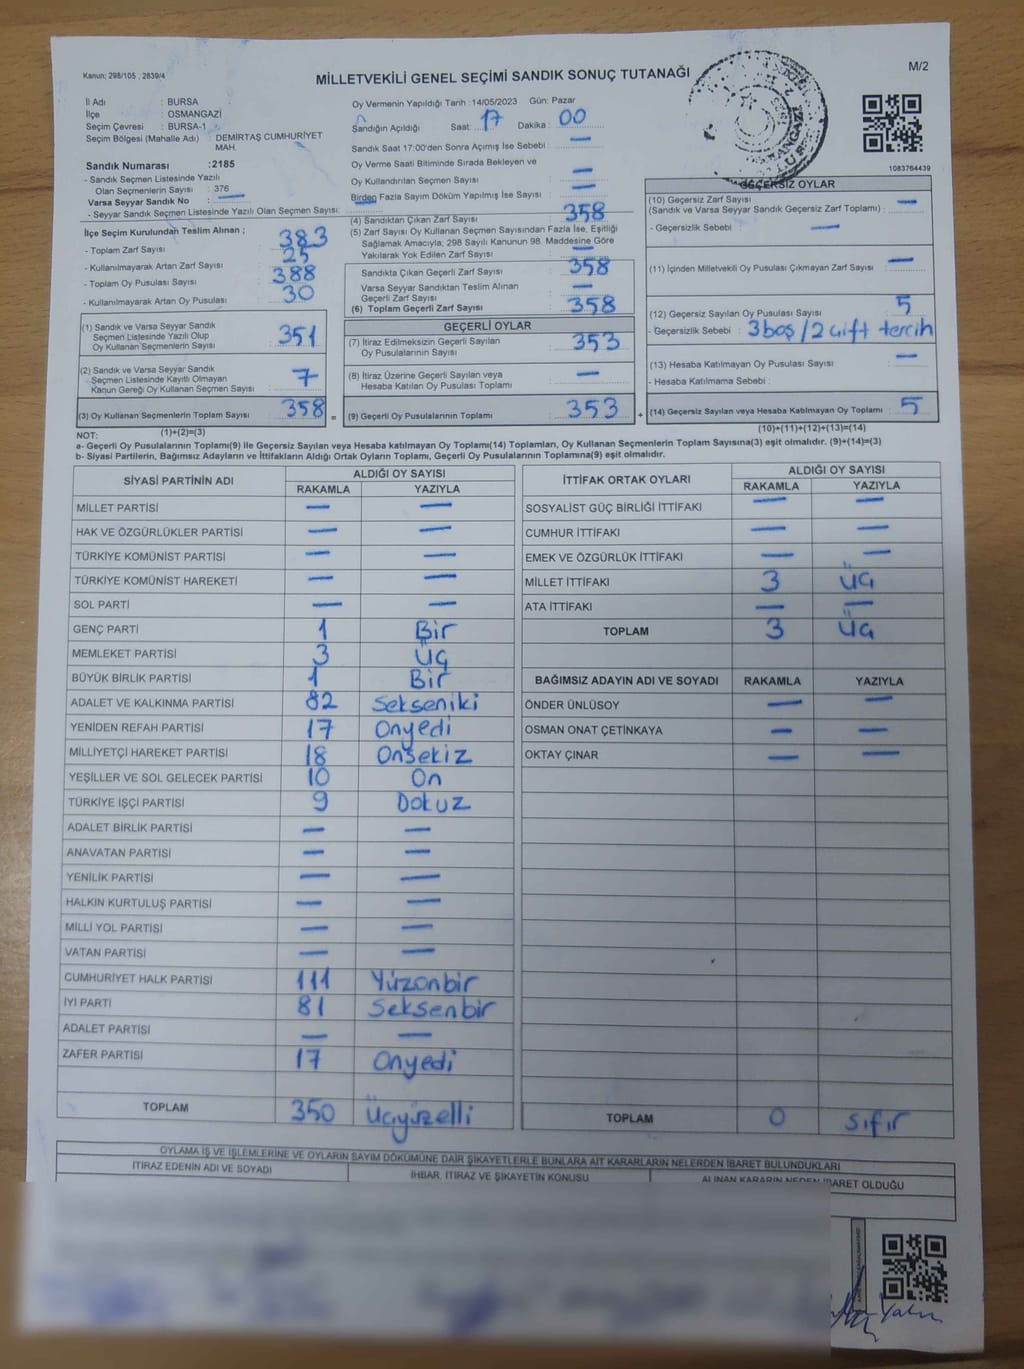 Kanun; 298/105 , 2839/4
MİLLETVEKİLİ GENEL SEÇİMİ SANDIK SONUÇ TUTANAĞI
M/2
İl Adı : BURSA
İlçe : OSMANGAZİ
Seçim Çevresi : BURSA-1
Seçim Bölgesi (Mahalle Adı) : DEMİRTAŞ CUMHURİYET MAH.
Sandık Numarası :2185
- Sandık Seçmen Listesinde Yazılı
Olan Seçmenlerin Sayısı : 376
Varsa Seyyar Sandık No : —
- Seyyar Sandık Seçmen Listesinde Yazılı Olan Seçmen Sayısı:
İlçe Seçim Kurulundan Teslim Alınan ;
- Toplam Zarf Sayısı 383
- Kullanılmayarak Artan Zarf Sayısı 25
- Toplam Oy Pusulası Sayısı 388
- Kullanılmayarak Artan Oy Pusulası 30
(1) Sandık ve Varsa Seyyar Sandık
Seçmen Listesinde Yazılı Olup
Oy Kullanan Seçmenlerin Sayısı 351
(2) Sandık ve Varsa Seyyar Sandık
Seçmen Listesinde Kayıtlı Olmayan
Kanun Gereği Oy Kullanan Seçmen Sayısı 7
(3) Oy Kullanan Seçmenlerin Toplam Sayısı 358 =
(1)+(2)=(3)
Oy Vermenin Yapıldığı Tarih :14/05/2023 Gün: Pazar
Sandığın Açıldığı Saat: 17 Dakika : 00
Sandık Saat 17:00'den Sonra Açımış İse Sebebi : —
Oy Verme Saati Bitiminde Sırada Bekleyen ve
Oy Kullandırılan Seçmen Sayısı —
Birden Fazla Sayım Döküm Yapılmış İse Sayısı —
(4) Sandıktan Çıkan Zarf Sayısı 358
(5) Zarf Sayısı Oy Kullanan Seçmen Sayısından Fazla İse, Eşitliği
Sağlamak Amacıyla; 298 Sayılı Kanunun 98. Maddesine Göre
Yakılarak Yok Edilen Zarf Sayısı —
Sandıkta Çıkan Geçerli Zarf Sayısı 358
Varsa Seyyar Sandıktan Teslim Alınan
Geçerli Zarf Sayısı —
(6) Toplam Geçerli Zarf Sayısı 358
GEÇERLİ OYLAR
(7) İtiraz Edilmeksizin Geçerli Sayılan
Oy Pusulalarının Sayısı 353
(8) İtiraz Üzerine Geçerli Sayılan veya
Hesaba Katılan Oy Pusulası Toplamı —
(9) Geçerli Oy Pusulalarının Toplamı 353 +
1083764439
GEÇERSİZ OYLAR
(10) Geçersiz Zarf Sayısı
(Sandık ve Varsa Seyyar Sandık Geçersiz Zarf Toplamı) : —
- Geçersizlik Sebebi : —
(11) İçinden Milletvekili Oy Pusulası Çıkmayan Zarf Sayısı : —
(12) Geçersiz Sayılan Oy Pusulası Sayısı : 5
- Geçersizlik Sebebi : 3 boş / 2 çift tercih
(13) Hesaba Katılmayan Oy Pusulası Sayısı : —
- Hesaba Katılmama Sebebi :
(14) Geçersiz Sayılan veya Hesaba Katılmayan Oy Toplamı : 5
(10)+(11)+(12)+(13)=(14)
NOT:
a- Geçerli Oy Pusulaları Toplamı(9) ile Geçersiz Sayılan veya Hesaba katılmayan Oy Toplamı(14) Toplamları, Oy Kullanan Seçmenlerin Toplam Sayısına(3) eşit olmalıdır. (9)+(14)=(3)
b- Siyasi Partilerin, Bağımsız Adayların ve İttifakların Aldığı Ortak Oyların Toplamı, Geçerli Oy Pusulalarının Toplamına(9) eşit olmalıdır.
SİYASİ PARTİNİN ADI ALDIĞI OY SAYISI
RAKAMLA YAZIYLA
MİLLET PARTİSİ — —
HAK VE ÖZGÜRLÜKLER PARTİSİ — —
TÜRKİYE KOMÜNİST PARTİSİ — —
TÜRKİYE KOMÜNİST HAREKETİ — —
SOL PARTİ — —
GENÇ PARTİ 1 Bir
MEMLEKET PARTİSİ 3 Üç
BÜYÜK BİRLİK PARTİSİ 1 Bir
ADALET VE KALKINMA PARTİSİ 82 Sekseniki
YENİDEN REFAH PARTİSİ 17 Onyedi
MİLLİYETÇİ HAREKET PARTİSİ 18 Onsekiz
YEŞİLLER VE SOL GELECEK PARTİSİ 10 On
TÜRKİYE İŞÇİ PARTİSİ 9 Dokuz
ADALET BİRLİK PARTİSİ — —
ANAVATAN PARTİSİ — —
YENİLİK PARTİSİ — —
HALKIN KURTULUŞ PARTİSİ — —
MİLLİ YOL PARTİSİ — —
VATAN PARTİSİ — —
CUMHURİYET HALK PARTİSİ 111 Yüzonbir
İYİ PARTİ 81 Seksenbir
ADALET PARTİSİ — —
ZAFER PARTİSİ 17 Onyedi
TOPLAM 350 Üçyüzelli
İTTİFAK ORTAK OYLARI ALDIĞI OY SAYISI
RAKAMLA YAZIYLA
SOSYALİST GÜÇ BİRLİĞİ İTTİFAKI — —
CUMHUR İTTİFAKI — —
EMEK VE ÖZGÜRLÜK İTTİFAKI — —
MİLLET İTTİFAKI 3 Üç
ATA İTTİFAKI — —
TOPLAM 3 Üç
BAĞIMSIZ ADAYIN ADI VE SOYADI RAKAMLA YAZIYLA
ÖNDER ÜNLÜSOY — —
OSMAN ONAT ÇETİNKAYA — —
OKTAY ÇINAR — —
TOPLAM 0 Sıfır
OYLAMA İŞ VE İŞLEMLERİNE VE OYLARIN SAYIM DÖKÜMÜNE DAİR ŞİKAYETLERLE BUNLARA AİT KARARLARIN NELERDEN İBARET BULUNDUKLARI
İTİRAZ EDENİN ADI VE SOYADI İHBAR, İTİRAZ VE ŞİKAYETİN KONUSU ALINAN KARARIN NEDEN İBARET OLDUĞU